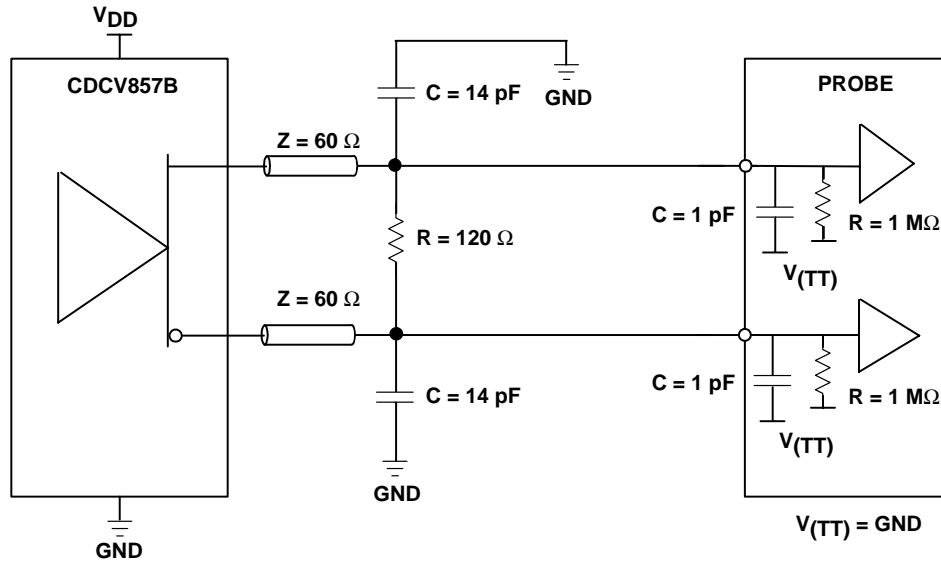 VDD
CDCV857B
C = 14 pF
GND
PROBE
Z = 60 Ω
R = 120 Ω
C = 1 pF
R = 1 MΩ
V(TT)
Z = 60 Ω
C = 14 pF
C = 1 pF
R = 1 MΩ
V(TT)
GND
V(TT) = GND
GND